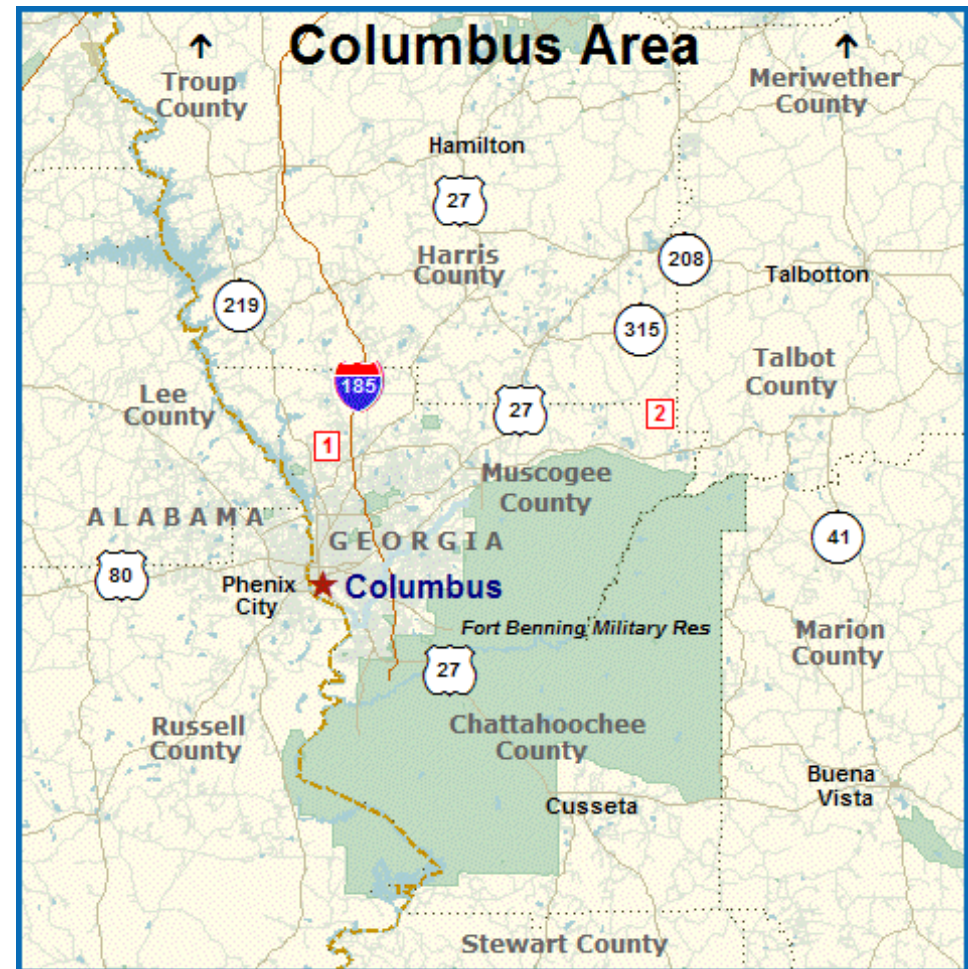 Columbus Area
↑
Troup
County
↑
Meriwether
County
Hamilton
27
Harris
County
208
Talbotton
219
315
Talbot
County
185
Lee
County
27
2
1
Muscogee
County
ALABAMA
GEORGIA
41
80
Phenix
City
Columbus
Fort Benning Military Res
Marion
County
27
Russell
County
Chattahoochee
County
Buena
Vista
Cusseta
Stewart County